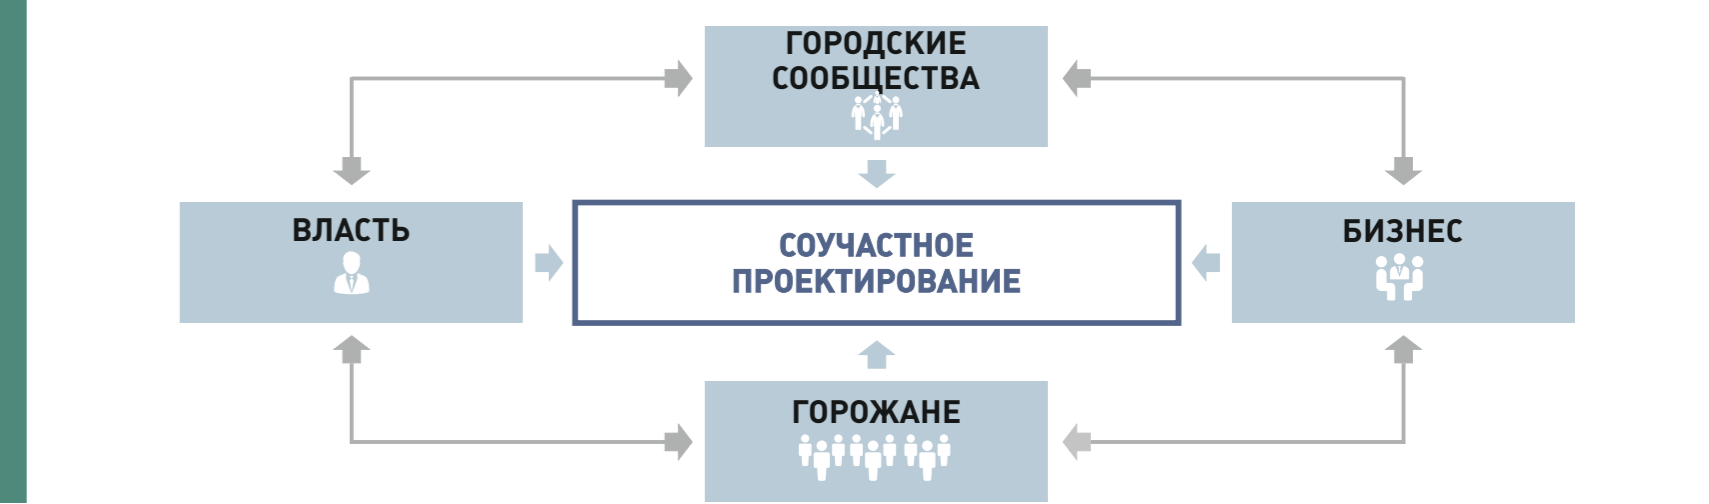 ГОРОДСКИЕ
СООБЩЕСТВА
ВЛАСТЬ
СОУЧАСТНОЕ
ПРОЕКТИРОВАНИЕ
БИЗНЕС
ГОРОЖАНЕ